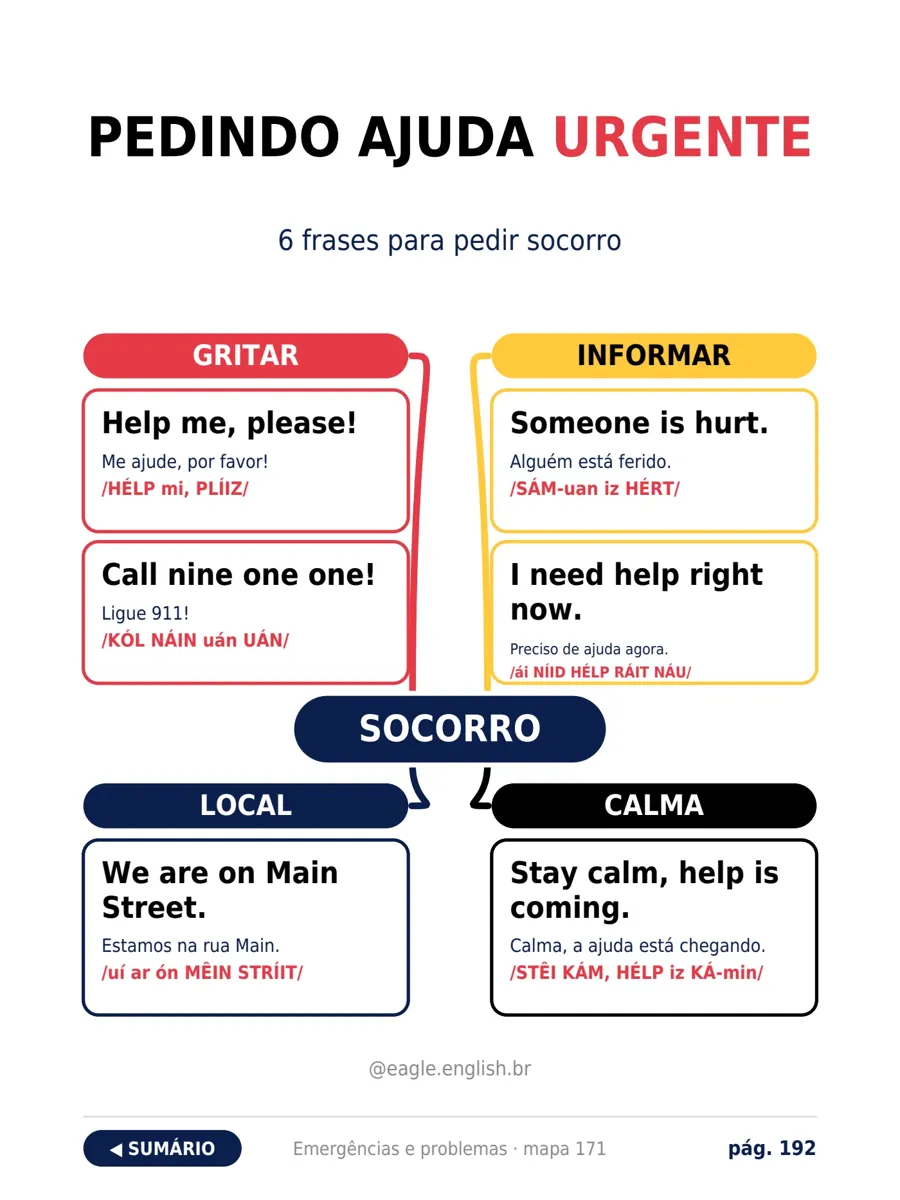 PEDINDO AJUDA URGENTE
6 frases para pedir socorro
GRITAR
Help me, please!
Me ajude, por favor!
/HÉLP mi, PLÍIZ/
Call nine one one!
Ligue 911!
/KÓL NÁIN uán UÁN/
INFORMAR
Someone is hurt.
Alguém está ferido.
/SÁM-uan iz HÉRT/
I need help right
now.
Preciso de ajuda agora.
/ái NÍID HÉLP RÁIT NÁU/
SOCORRO
LOCAL
We are on Main
Street.
Estamos na rua Main.
/uí ar ón MÊIN STRÍIT/
CALMA
Stay calm, help is
coming.
Calma, a ajuda está chegando.
/STÊI KÁM, HÉLP iz KÁ-min/
@eagle.english.br
◀ SUMÁRIO
Emergências e problemas · mapa 171
pág. 192